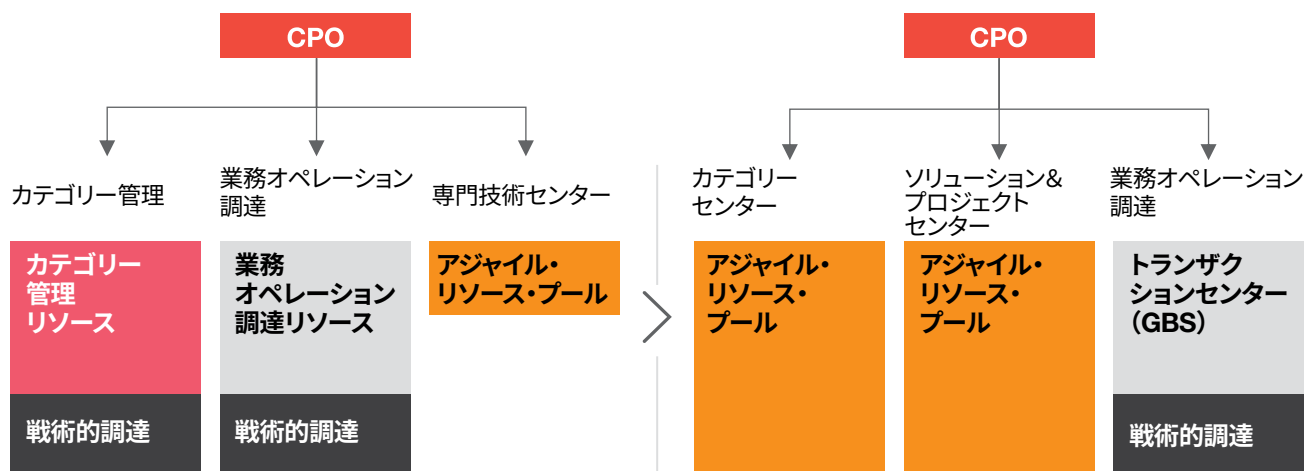 CPO
カテゴリー管理
業務オペレーション
調達
専門技術センター
カテゴリー
管理
リソース
戦術的調達
業務
オペレーション
調達リソース
戦術的調達
アジャイル・
リソース・プール
CPO
カテゴリー
センター
ソリューション&
プロジェクト
センター
業務オペレーション
調達
アジャイル・
リソース・
プール
アジャイル・
リソース・
プール
トランザク
ションセンター
（GBS）
戦術的調達